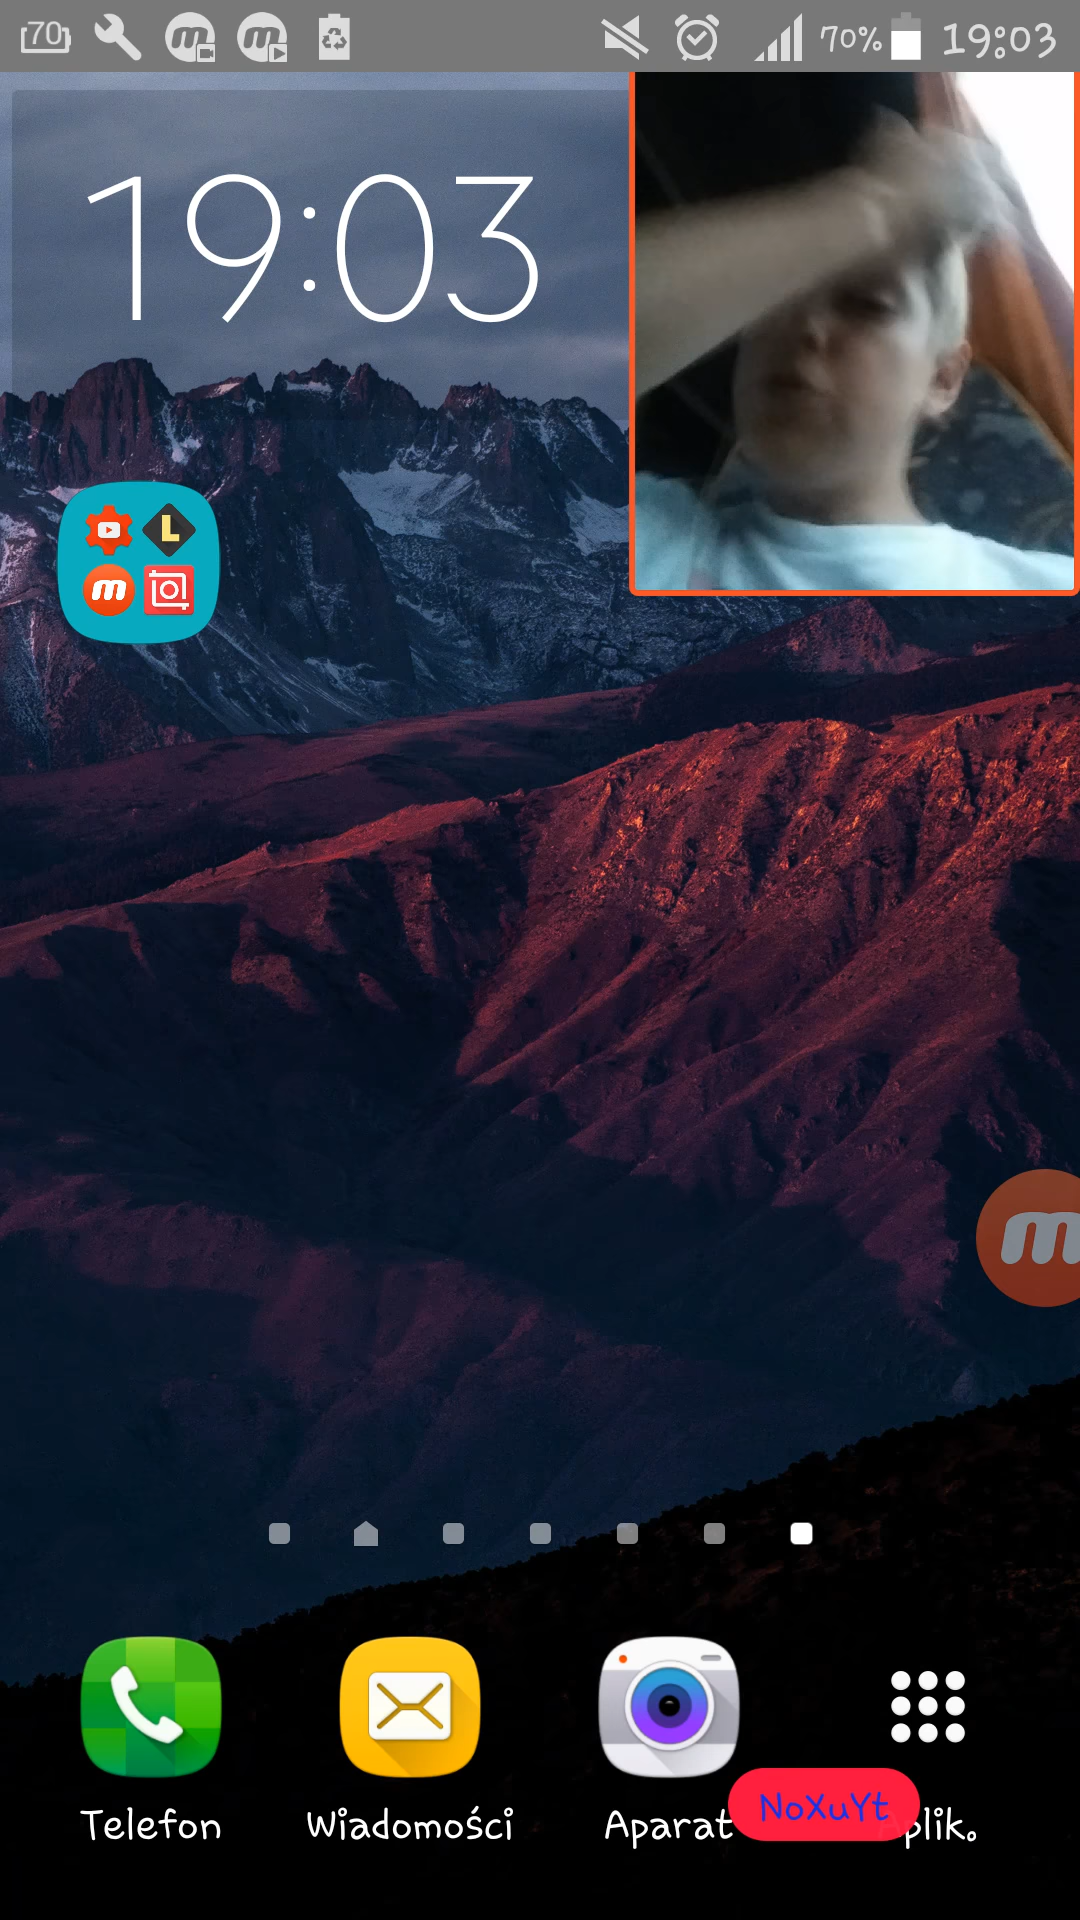 70 70% 19:03
19:03
L
m
m
Telefon Wiadomości Aparat plik.
NoXuYt